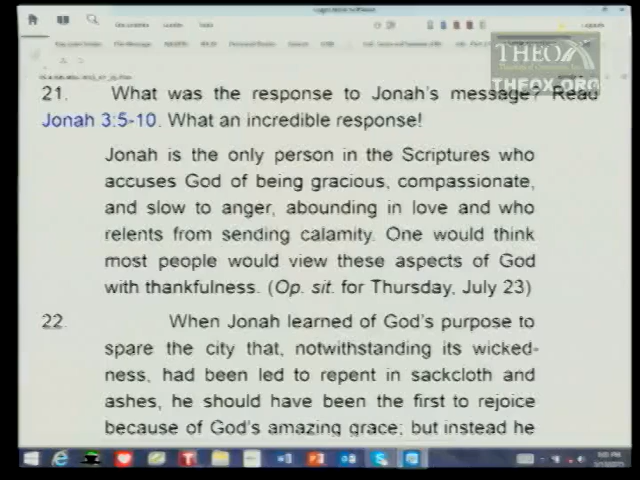 Logos Bible Software
THEOX
THEOX.ORG
21. What was the response to Jonah's message? Read
Jonah 3:5-10. What an incredible response!
Jonah is the only person in the Scriptures who
accuses God of being gracious, compassionate,
and slow to anger, abounding in love and who
relents from sending calamity. One would think
most people would view these aspects of God
with thankfulness. (Op. sit. for Thursday, July 23)
22. When Jonah learned of God's purpose to
spare the city that, notwithstanding its wicked-
ness, had been led to repent in sackcloth and
ashes, he should have been the first to rejoice
because of God's amazing grace; but instead he